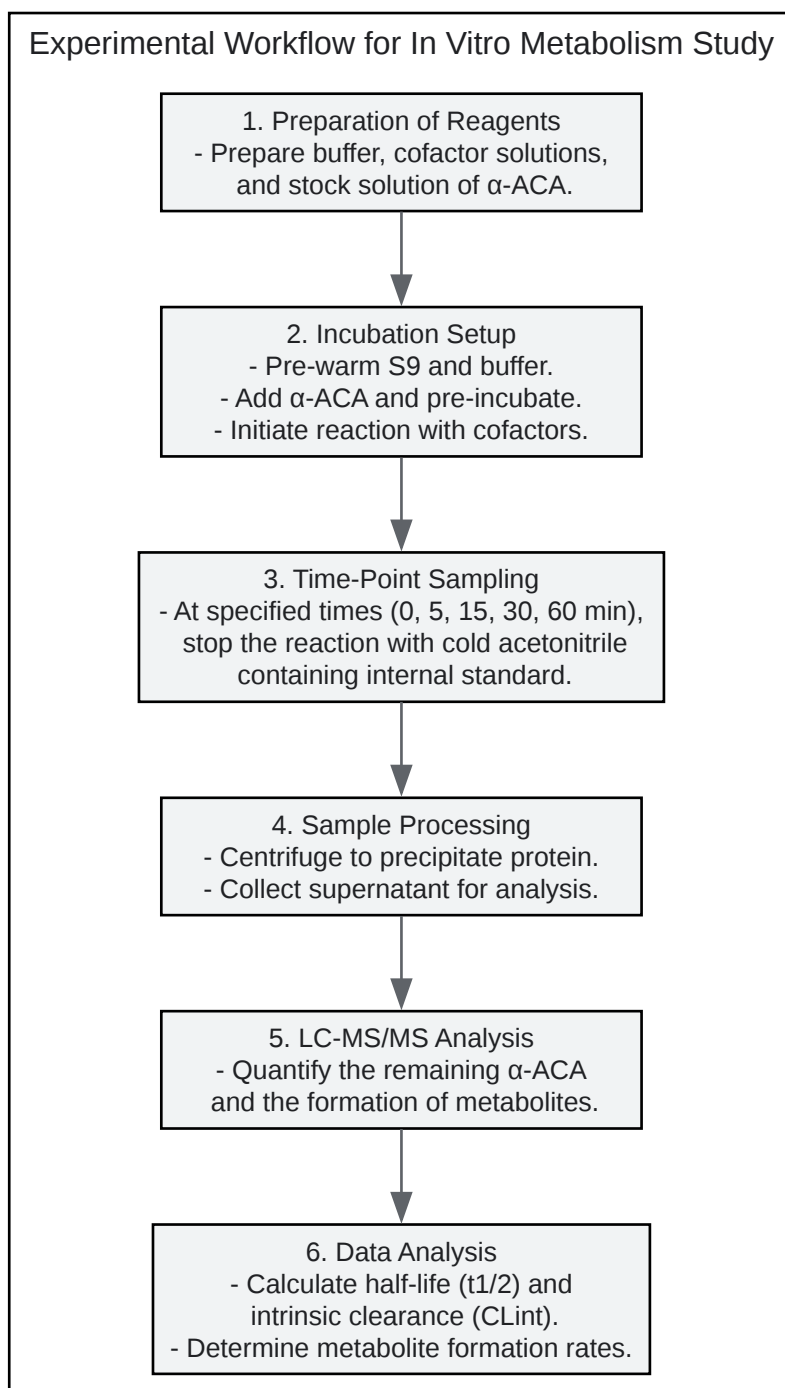 Experimental Workflow for In Vitro Metabolism Study
1. Preparation of Reagents
- Prepare buffer, cofactor solutions,
and stock solution of α-ACA.
2. Incubation Setup
- Pre-warm S9 and buffer.
- Add α-ACA and pre-incubate.
- Initiate reaction with cofactors.
3. Time-Point Sampling
- At specified times (0, 5, 15, 30, 60 min),
stop the reaction with cold acetonitrile
containing internal standard.
4. Sample Processing
- Centrifuge to precipitate protein.
- Collect supernatant for analysis.
5. LC-MS/MS Analysis
- Quantify the remaining α-ACA
and the formation of metabolites.
6. Data Analysis
- Calculate half-life (t1/2) and
intrinsic clearance (CLint).
- Determine metabolite formation rates.